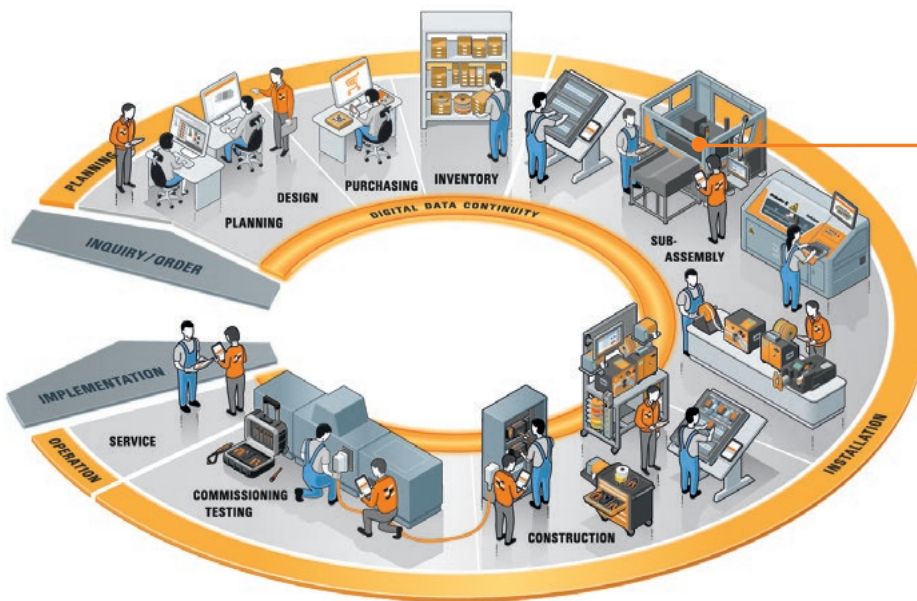 PLANNING
INQUIRY / ORDER
PLANNING
DESIGN
PURCHASING
INVENTORY
DIGITAL DATA CONTINUITY
SUB-
ASSEMBLY
INSTALLATION
CONSTRUCTION
COMMISSIONING
TESTING
SERVICE
IMPLEMENTATION
OPERATION